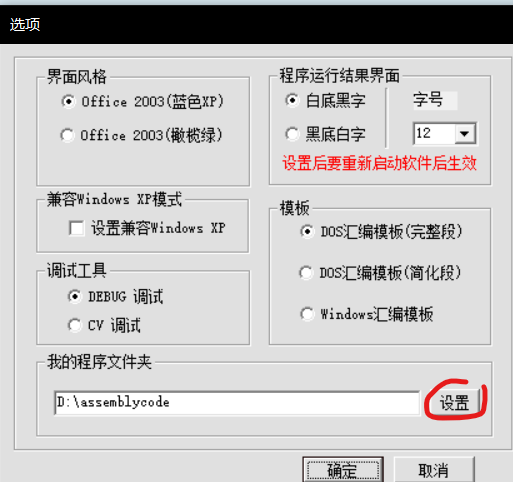 选项
界面风格
Office 2003(蓝色XP)
Office 2003(橄榄绿)
程序运行结果界面
白底黑字 字号
黑底白字 12
设置后要重新启动软件后生效
兼容Windows XP模式
设置兼容Windows XP
模板
DOS汇编模板(完整段)
DOS汇编模板(简化段)
Windows汇编模板
调试工具
DEBUG 调试
CV 调试
我的程序文件夹
D:\assemblycode 设置
确定 取消